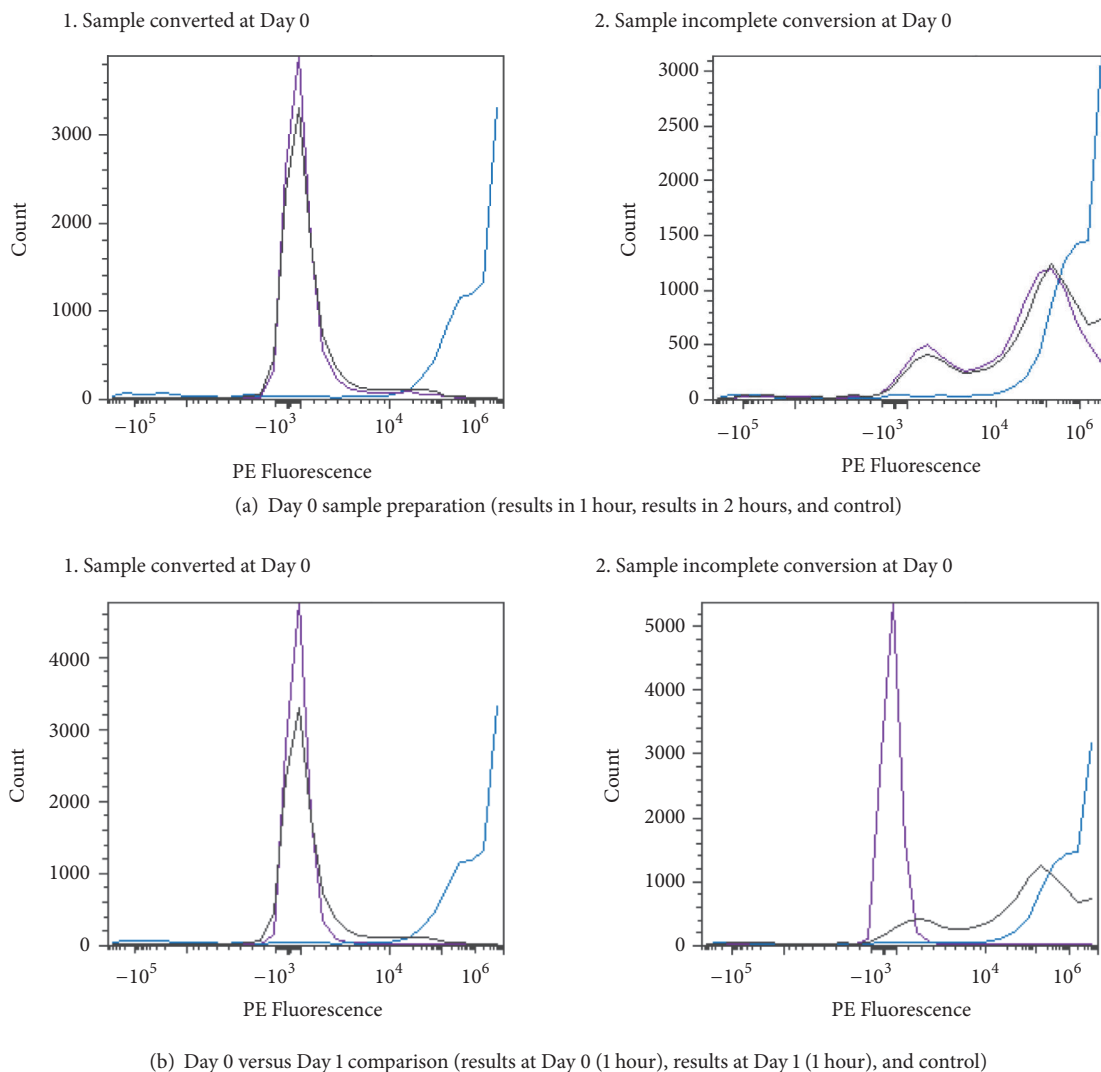 1. Sample converted at Day 0
2. Sample incomplete conversion at Day 0
Count
3000
2000
1000
0
−10⁵
−10³
10⁴
10⁶
PE Fluorescence
Count
3000
2500
2000
1500
1000
500
0
−10⁵
−10³
10⁴
10⁶
PE Fluorescence
(a) Day 0 sample preparation (results in 1 hour, results in 2 hours, and control)
1. Sample converted at Day 0
2. Sample incomplete conversion at Day 0
Count
4000
3000
2000
1000
0
−10⁵
−10³
10⁴
10⁶
PE Fluorescence
Count
5000
4000
3000
2000
1000
0
−10⁵
−10³
10⁴
10⁶
PE Fluorescence
(b) Day 0 versus Day 1 comparison (results at Day 0 (1 hour), results at Day 1 (1 hour), and control)